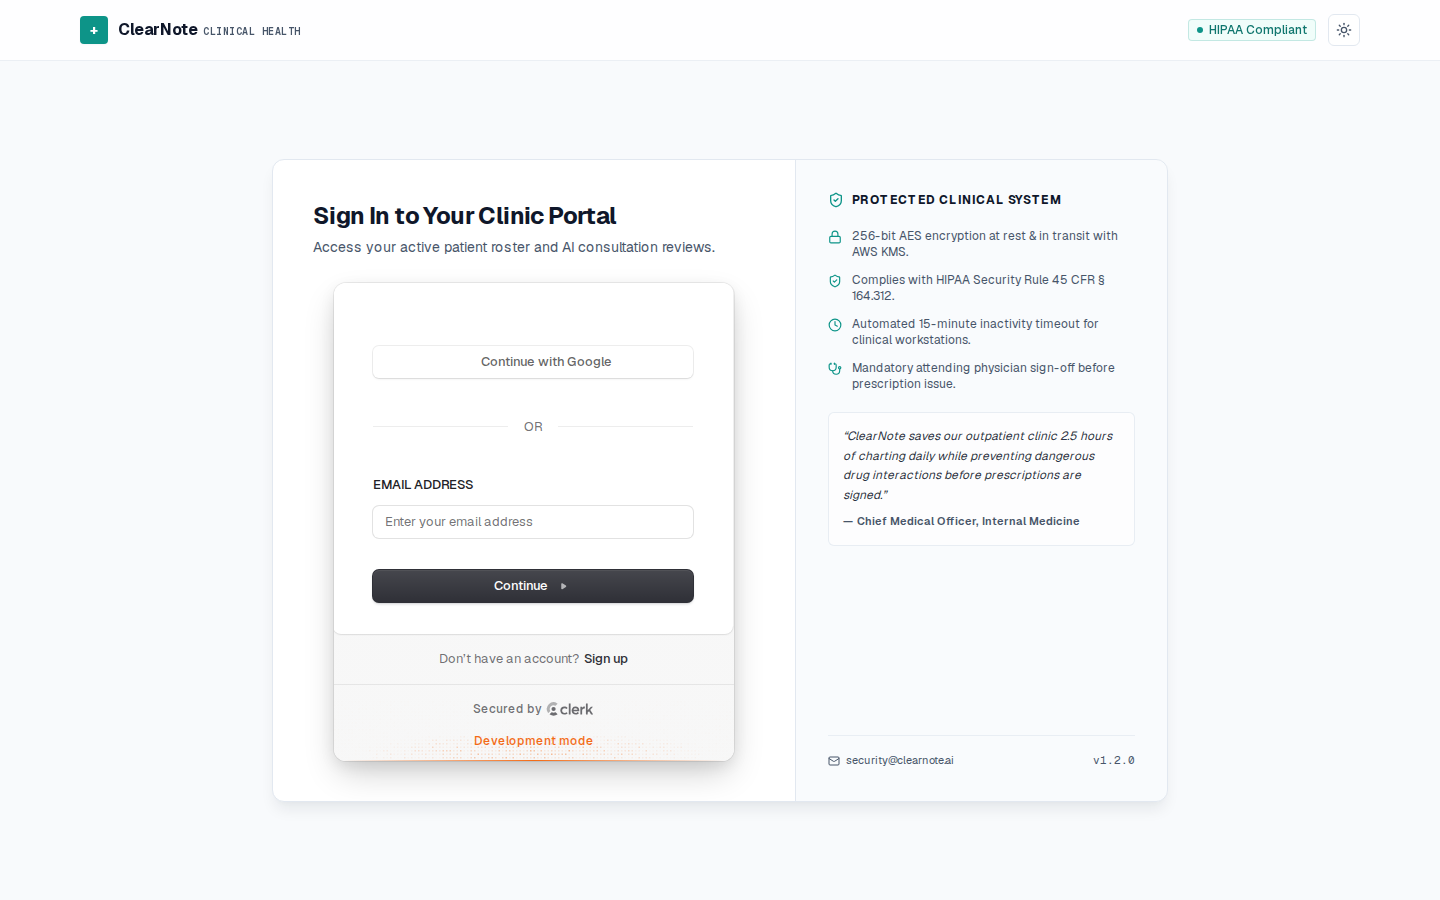 + ClearNote CLINICAL HEALTH
HIPAA Compliant
Sign In to Your Clinic Portal
Access your active patient roster and AI consultation reviews.
Continue with Google
OR
EMAIL ADDRESS
Enter your email address
Continue
Don't have an account? Sign up
Secured by clerk
Development mode
PROTECTED CLINICAL SYSTEM
256-bit AES encryption at rest & in transit with
AWS KMS.
Complies with HIPAA Security Rule 45 CFR §
164.312.
Automated 15-minute inactivity timeout for
clinical workstations.
Mandatory attending physician sign-off before
prescription issue.
“ClearNote saves our outpatient clinic 2.5 hours
of charting daily while preventing dangerous
drug interactions before prescriptions are
signed.”
— Chief Medical Officer, Internal Medicine
security@clearnote.ai
v1.2.0